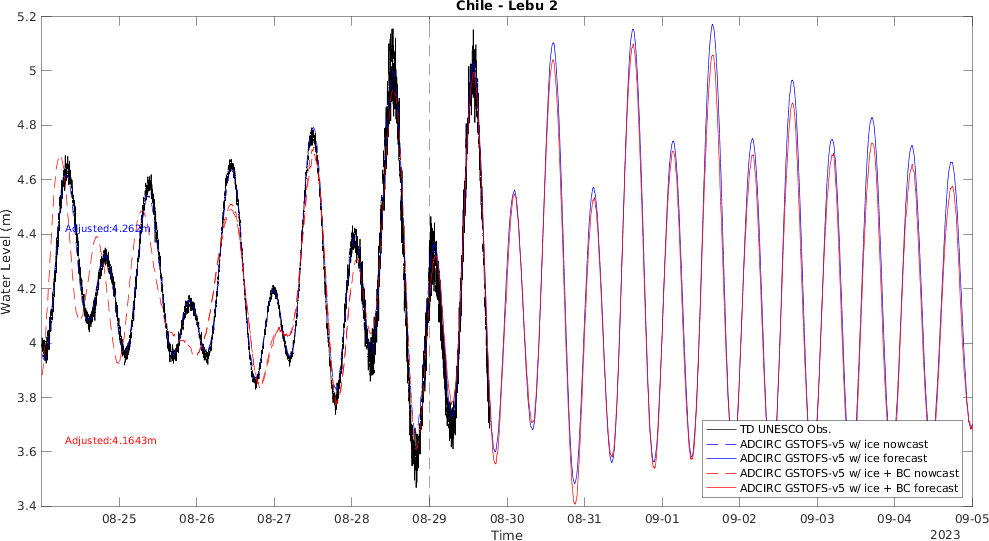 Chile - Lebu 2
5.2
5
4.8
4.6
4.4
4.2
4
3.8
3.6
3.4
Water Level (m)
Adjusted:4.262m
Adjusted:4.1643m
TD UNESCO Obs.
ADCIRC GSTOFS-v5 w/ ice nowcast
ADCIRC GSTOFS-v5 w/ ice forecast
ADCIRC GSTOFS-v5 w/ ice + BC nowcast
ADCIRC GSTOFS-v5 w/ ice + BC forecast
08-25 08-26 08-27 08-28 08-29 08-30 08-31 09-01 09-02 09-03 09-04 09-05
Time
2023